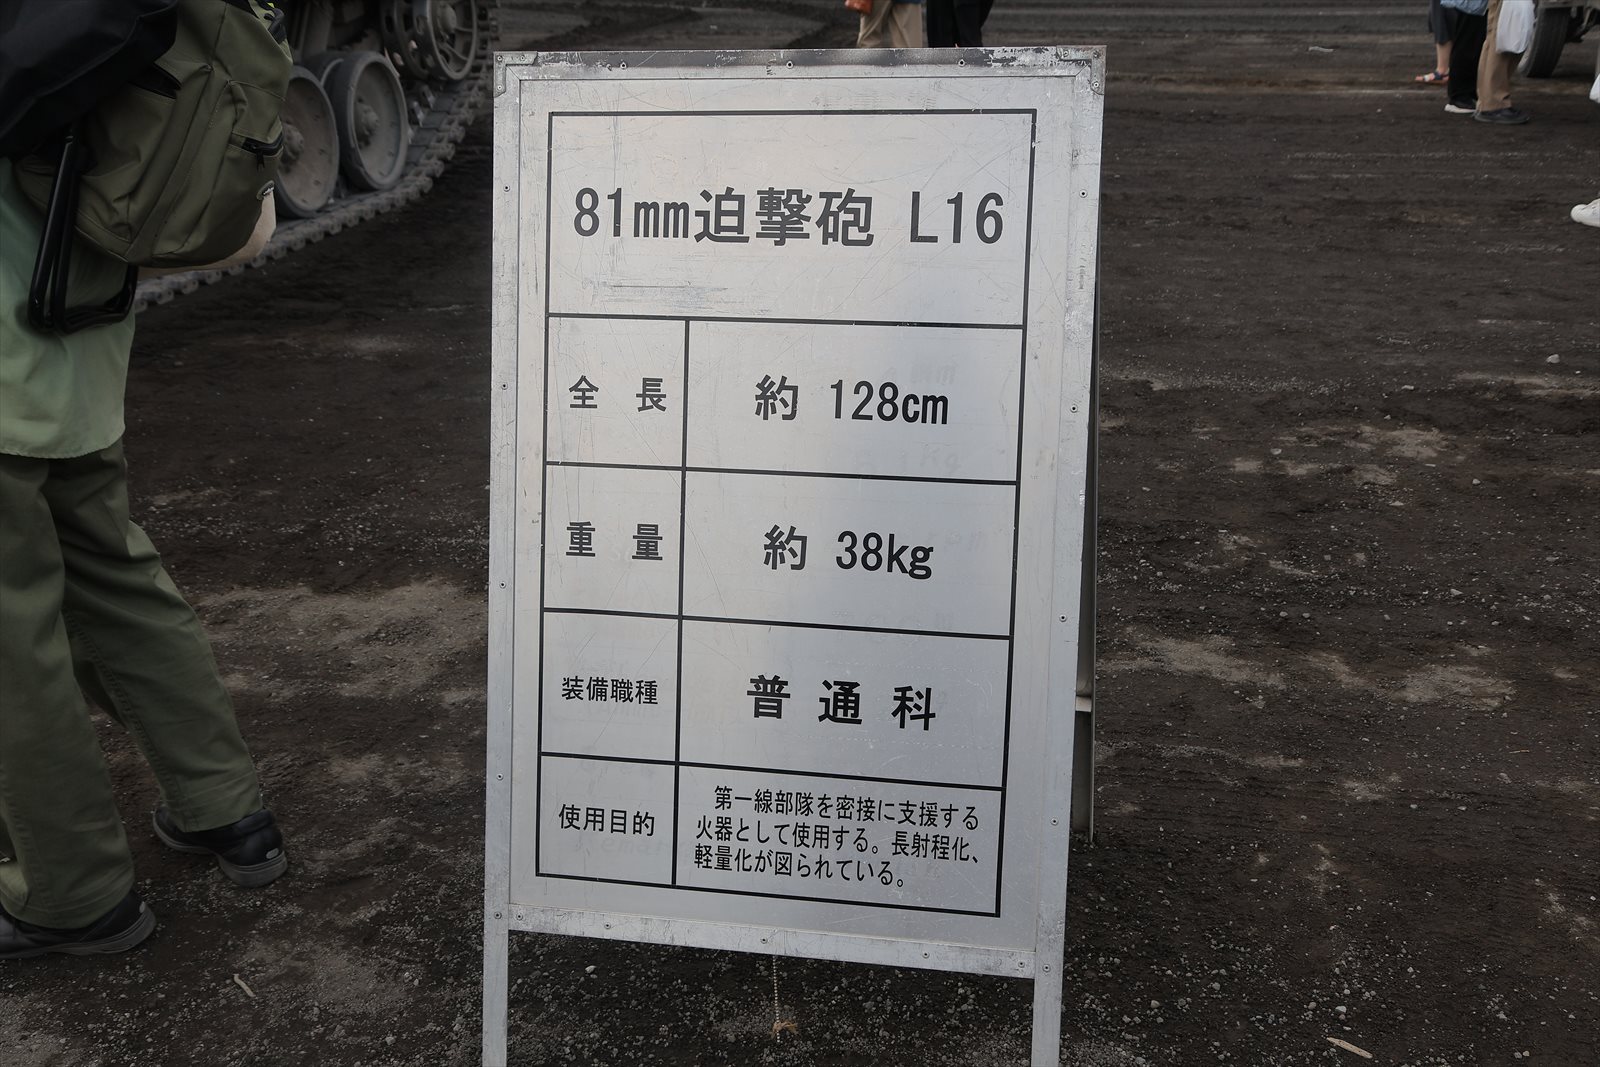 81mm迫撃砲 L16
全長 約 128cm
重量 約 38kg
装備職種 普通科
使用目的
第一線部隊を密接に支援する
火器として使用する。長射程化、
軽量化が図られている。